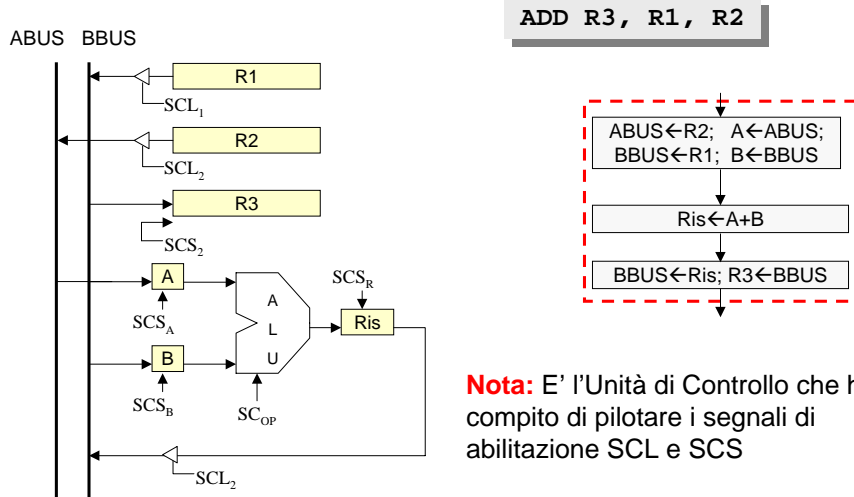 ADD R3, R1, R2
ABUS BBUS
R1
SCL1
R2
SCL2
R3
SCS2
A
SCSA
B
SCSB
A
L
U
SCOP
SCSR
Ris
SCL2
ABUS←R2; A←ABUS;
BBUS←R1; B←BBUS
Ris←A+B
BBUS←Ris; R3←BBUS
Nota: E' l'Unità di Controllo che h
compito di pilotare i segnali di
abilitazione SCL e SCS